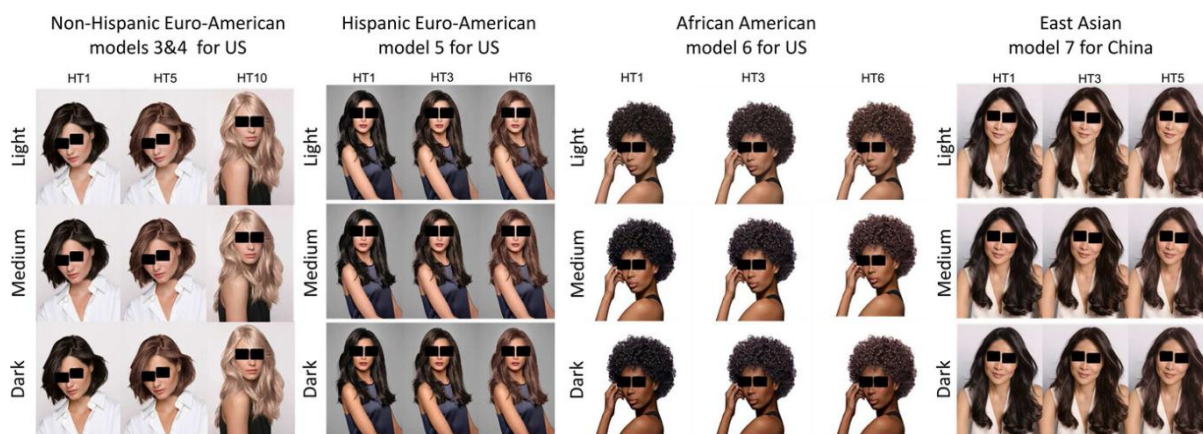 Non-Hispanic Euro-American
models 3&4 for US
Hispanic Euro-American
model 5 for US
African American
model 6 for US
East Asian
model 7 for China
HT1 HT5 HT10
HT1 HT3 HT6
HT1 HT3 HT6
HT1 HT3 HT5
Light
Light
Light
Light
Medium
Medium
Medium
Medium
Dark
Dark
Dark
Dark